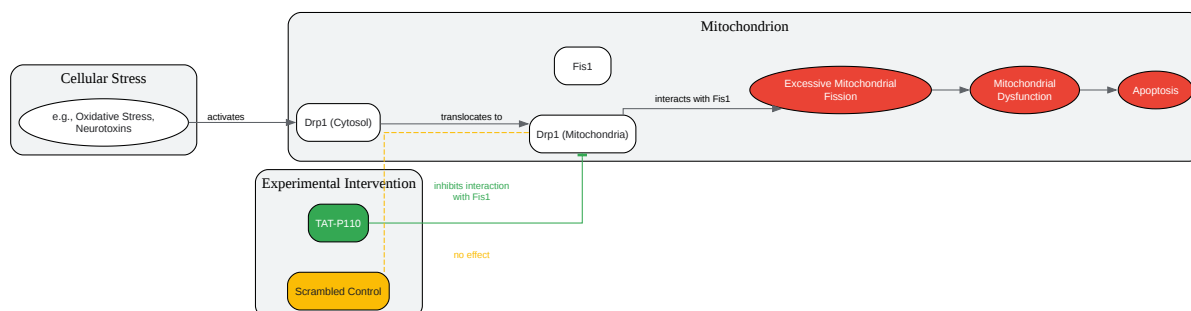 Mitochondrion
Cellular Stress
e.g., Oxidative Stress,
Neurotoxins
activates
Drp1 (Cytosol)
translocates to
Fis1
Drp1 (Mitochondria)
interacts with Fis1
Excessive Mitochondrial
Fission
Mitochondrial
Dysfunction
Apoptosis
Experimental Intervention
TAT-P110
inhibits interaction
with Fis1
no effect
Scrambled Control